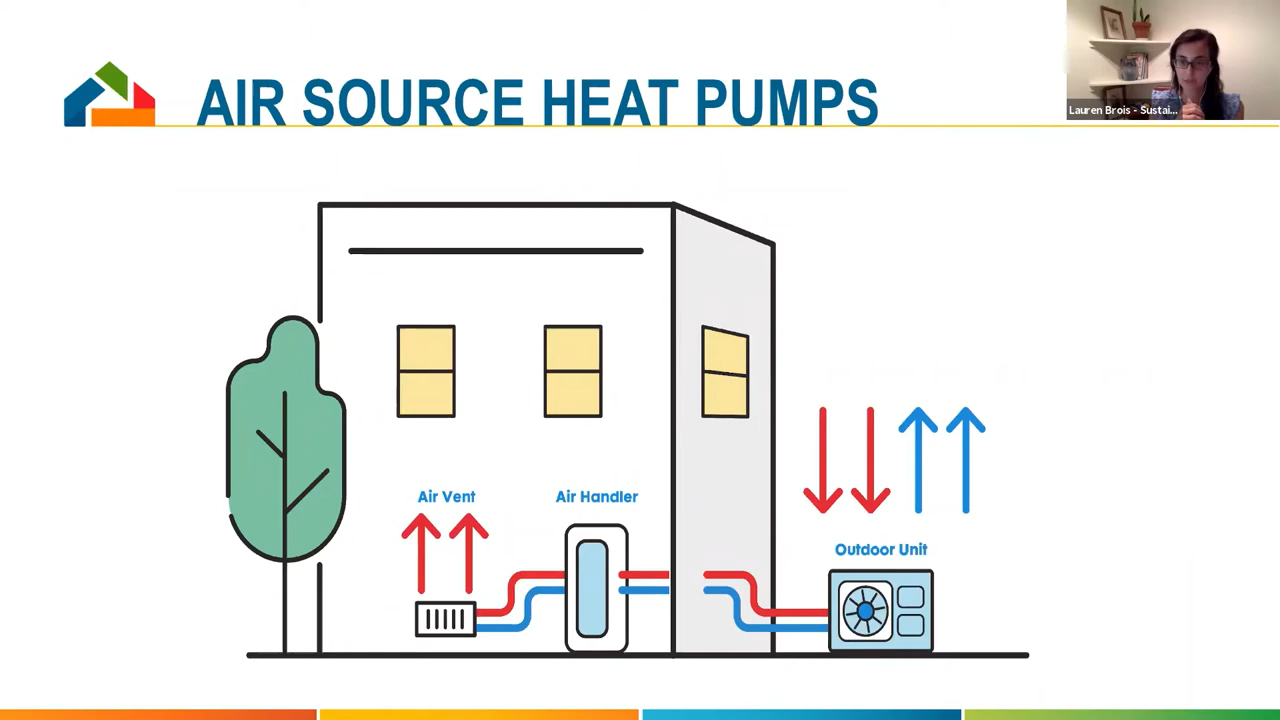 AIR SOURCE HEAT PUMPS
Lauren Brois - Sustai...
Air Vent
Air Handler
Outdoor Unit